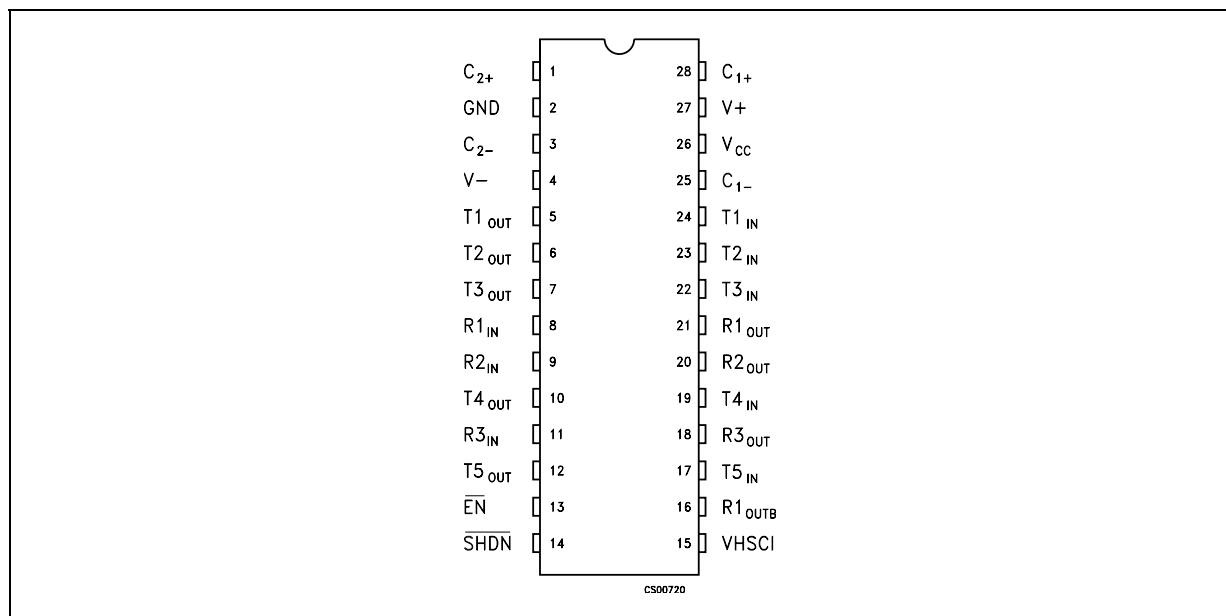 C2+ 1 28 C1+
GND 2 27 V+
C2- 3 26 VCC
V- 4 25 C1-
T1OUT 5 24 T1IN
T2OUT 6 23 T2IN
T3OUT 7 22 T3IN
R1IN 8 21 R1OUT
R2IN 9 20 R2OUT
T4OUT 10 19 T4IN
R3IN 11 18 R3OUT
T5OUT 12 17 T5IN
EN 13 16 R1OUTB
SHDN 14 15 VHSCI
CS00720